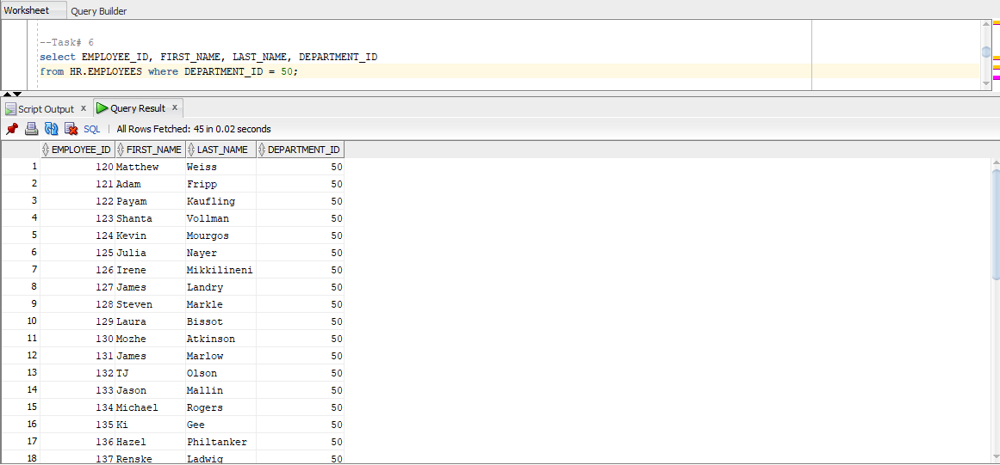 Worksheet Query Builder
--Task# 6
select EMPLOYEE_ID, FIRST_NAME, LAST_NAME, DEPARTMENT_ID
from HR.EMPLOYEES where DEPARTMENT_ID = 50;
Script Output x Query Result x
SQL | All Rows Fetched: 45 in 0.02 seconds
EMPLOYEE_ID FIRST_NAME LAST_NAME DEPARTMENT_ID
1 120 Matthew Weiss 50
2 121 Adam Fripp 50
3 122 Payam Kaufling 50
4 123 Shanta Vollman 50
5 124 Kevin Mourgos 50
6 125 Julia Nayer 50
7 126 Irene Mikkilineni 50
8 127 James Landry 50
9 128 Steven Markle 50
10 129 Laura Bissot 50
11 130 Mozhe Atkinson 50
12 131 James Marlow 50
13 132 TJ Olson 50
14 133 Jason Mallin 50
15 134 Michael Rogers 50
16 135 Ki Gee 50
17 136 Hazel Philtanker 50
18 137 Renske Ladwig 50